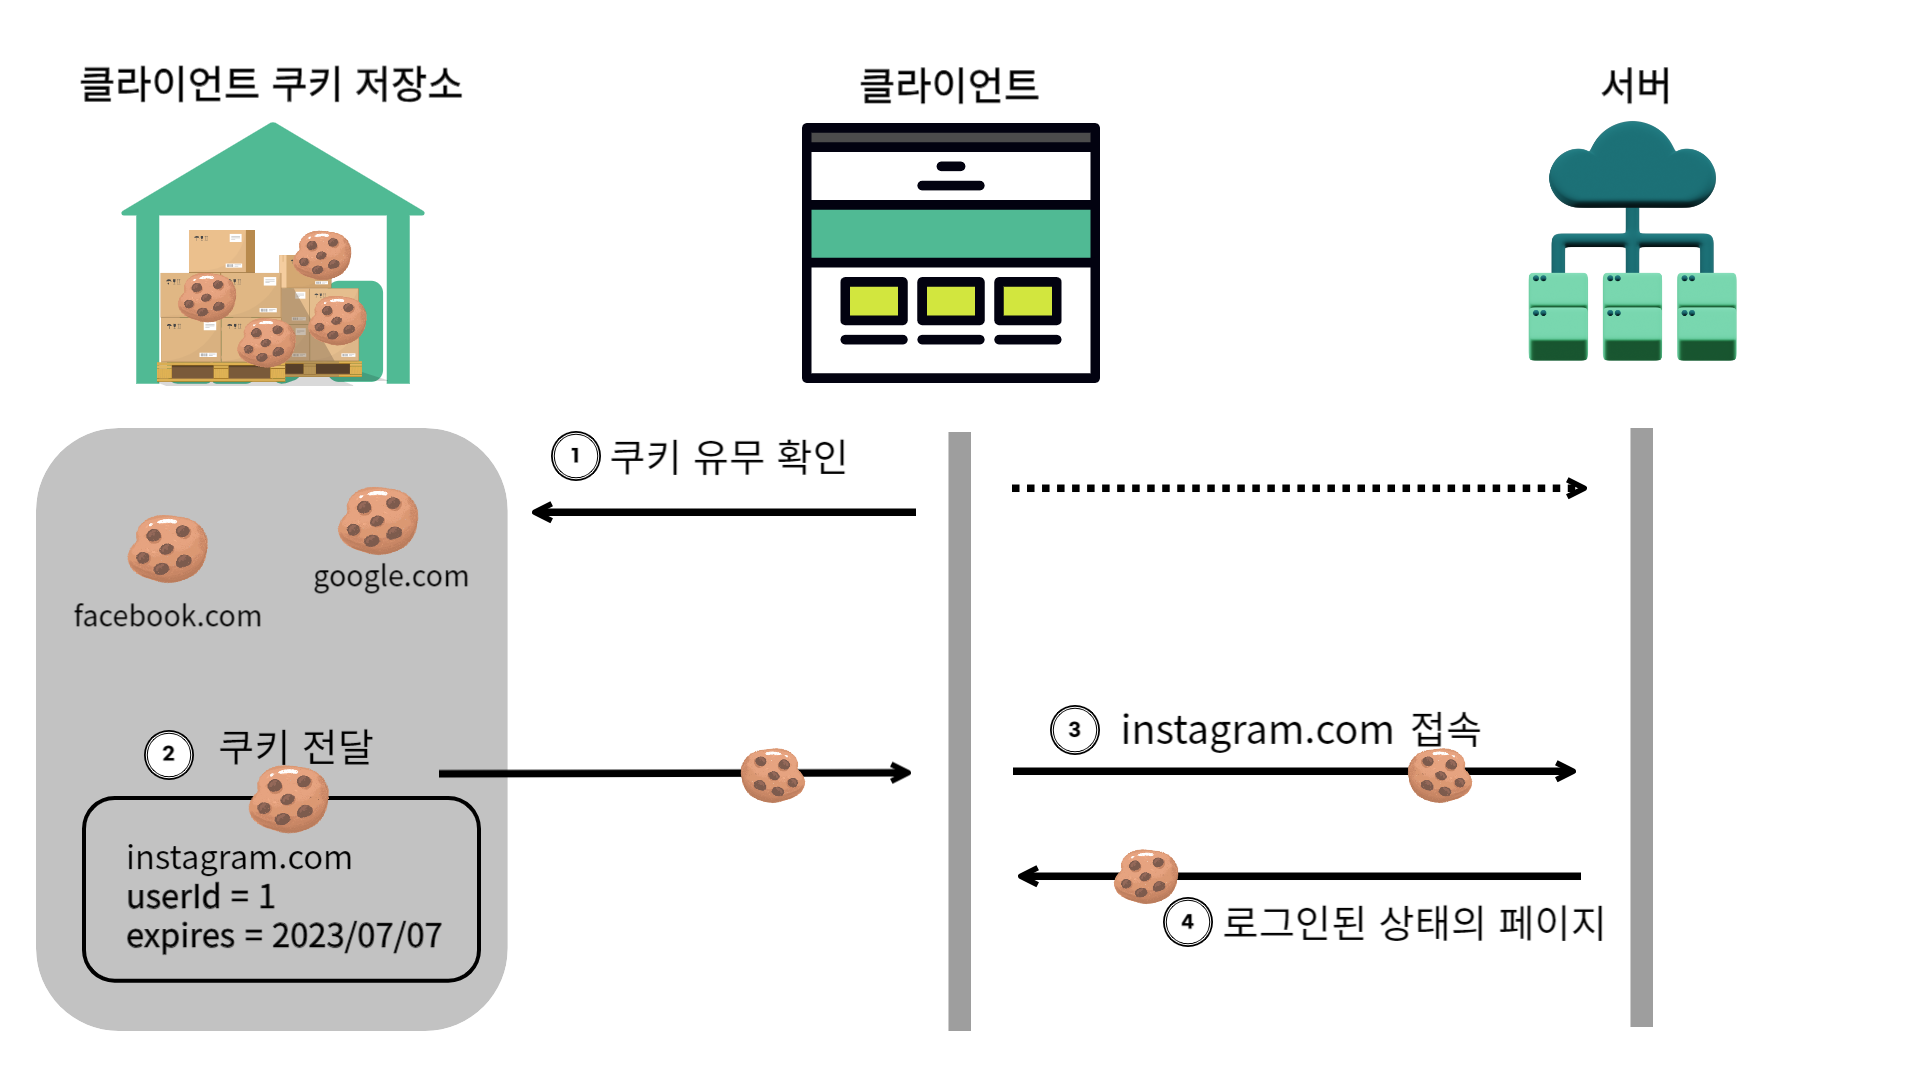 클라이언트 쿠키 저장소
클라이언트
서버
1 쿠키 유무 확인
google.com
facebook.com
2 쿠키 전달
instagram.com
userId = 1
expires = 2023/07/07
3 instagram.com 접속
4 로그인된 상태의 페이지